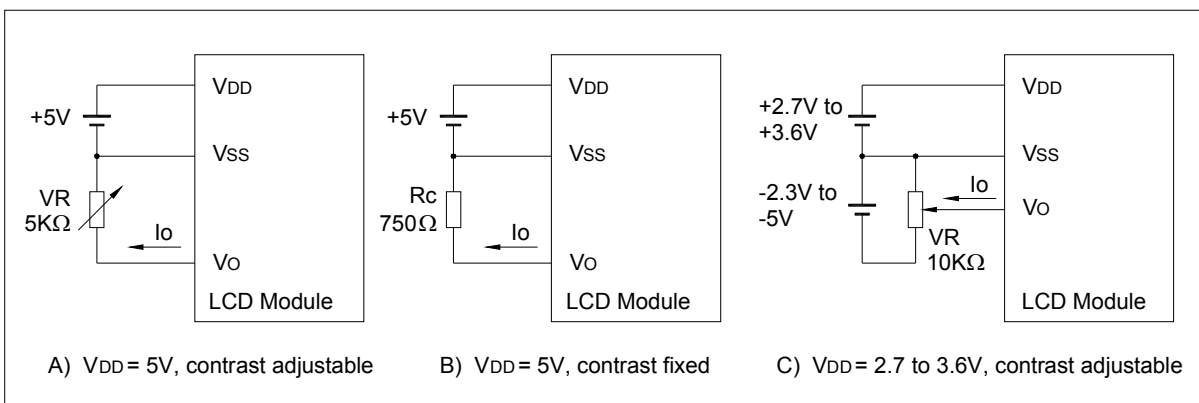 VDD
+5V
VSS
VR
5KΩ
Io
VO
LCD Module
A) VDD = 5V, contrast adjustable
VDD
+5V
VSS
Rc
750Ω
Io
VO
LCD Module
B) VDD = 5V, contrast fixed
VDD
+2.7V to
+3.6V
VSS
-2.3V to
-5V
Io
VO
VR
10KΩ
LCD Module
C) VDD = 2.7 to 3.6V, contrast adjustable